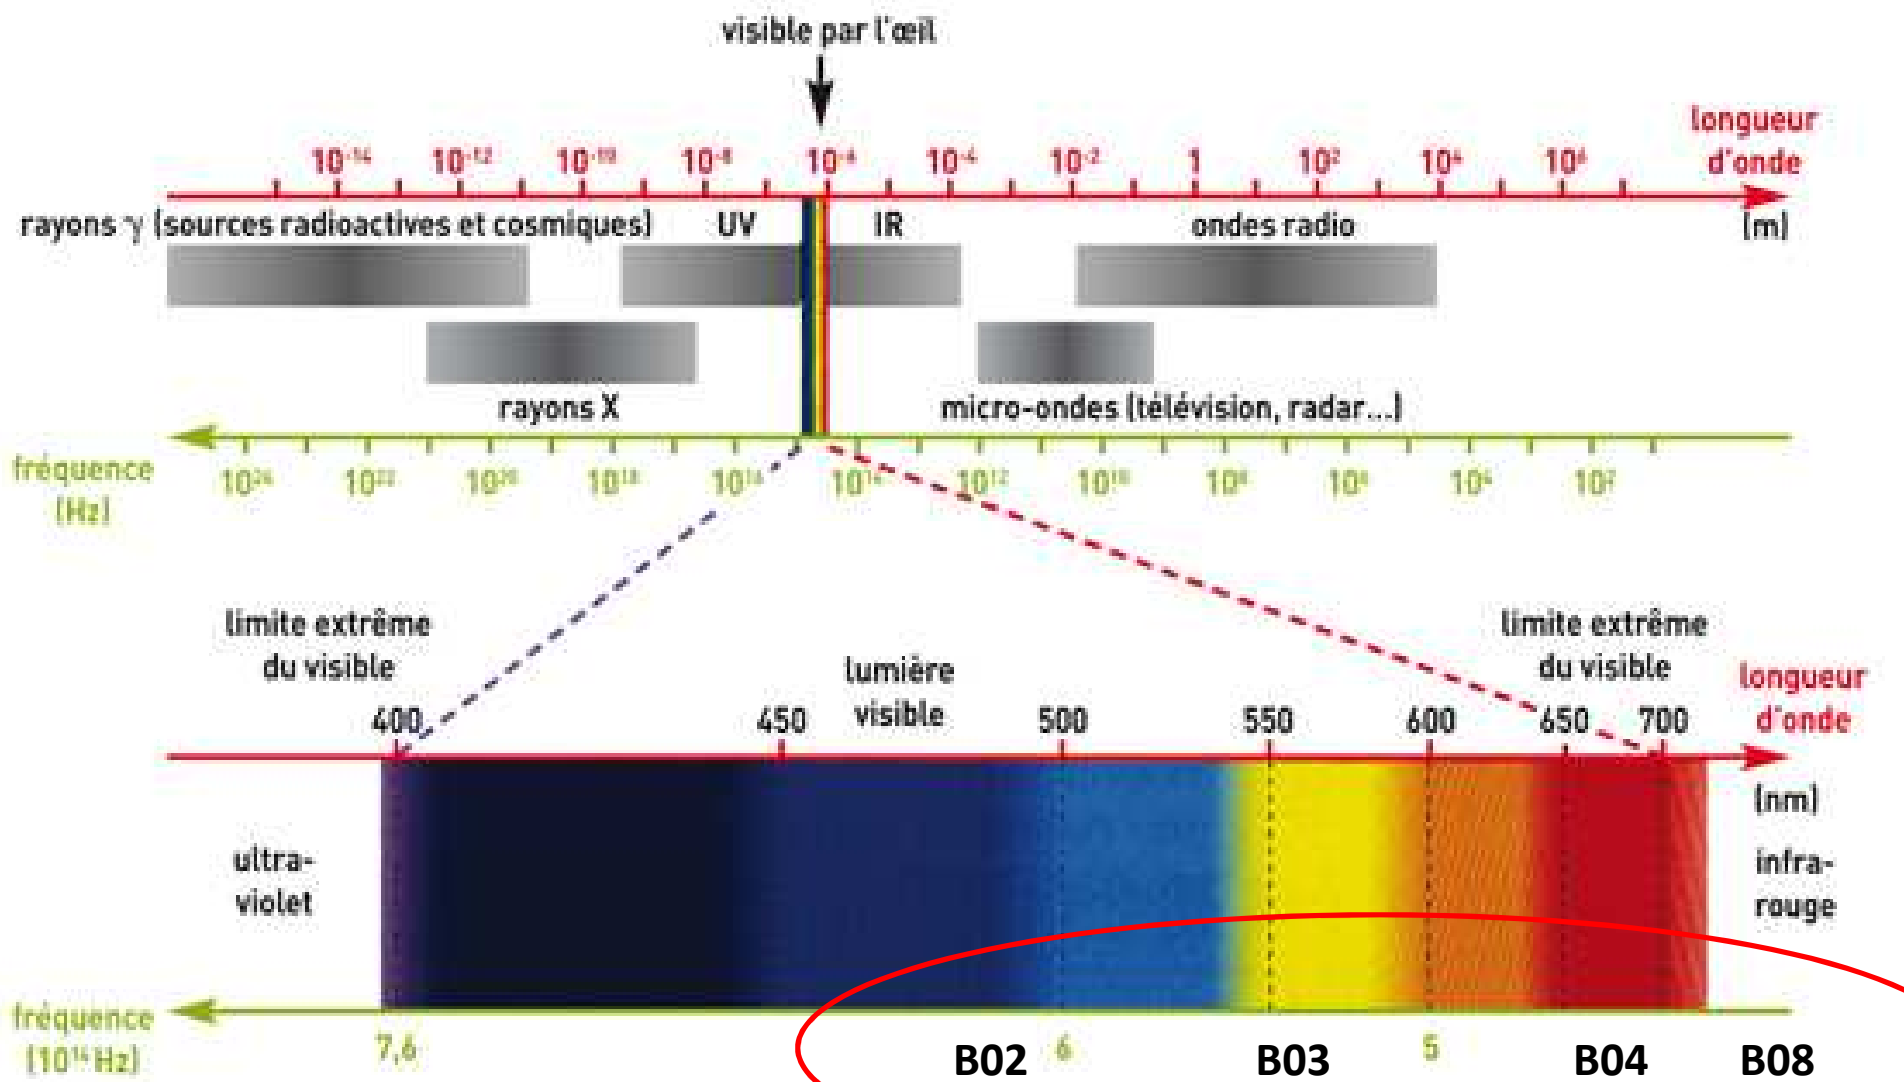 visible par l'œil
longueur
d'onde
10⁻¹⁴ 10⁻¹² 10⁻¹⁰ 10⁻⁸ 10⁻⁶ 10⁻⁴ 10⁻² 1 10² 10⁴ 10⁶
rayons γ (sources radioactives et cosmiques) UV IR ondes radio (m)
rayons X micro-ondes (télévision, radar...)
fréquence
(Hz)
10²⁴ 10²² 10²⁰ 10¹⁸ 10¹⁶ 10¹⁴ 10¹² 10¹⁰ 10⁸ 10⁶ 10⁴ 10²
limite extrême
du visible
lumière
visible
limite extrême
du visible
longueur
d'onde
400 450 500 550 600 650 700
(nm)
ultra-
violet
infra-
rouge
fréquence
(10¹⁴ Hz)
7,6 6 5
B02 B03 B04 B08